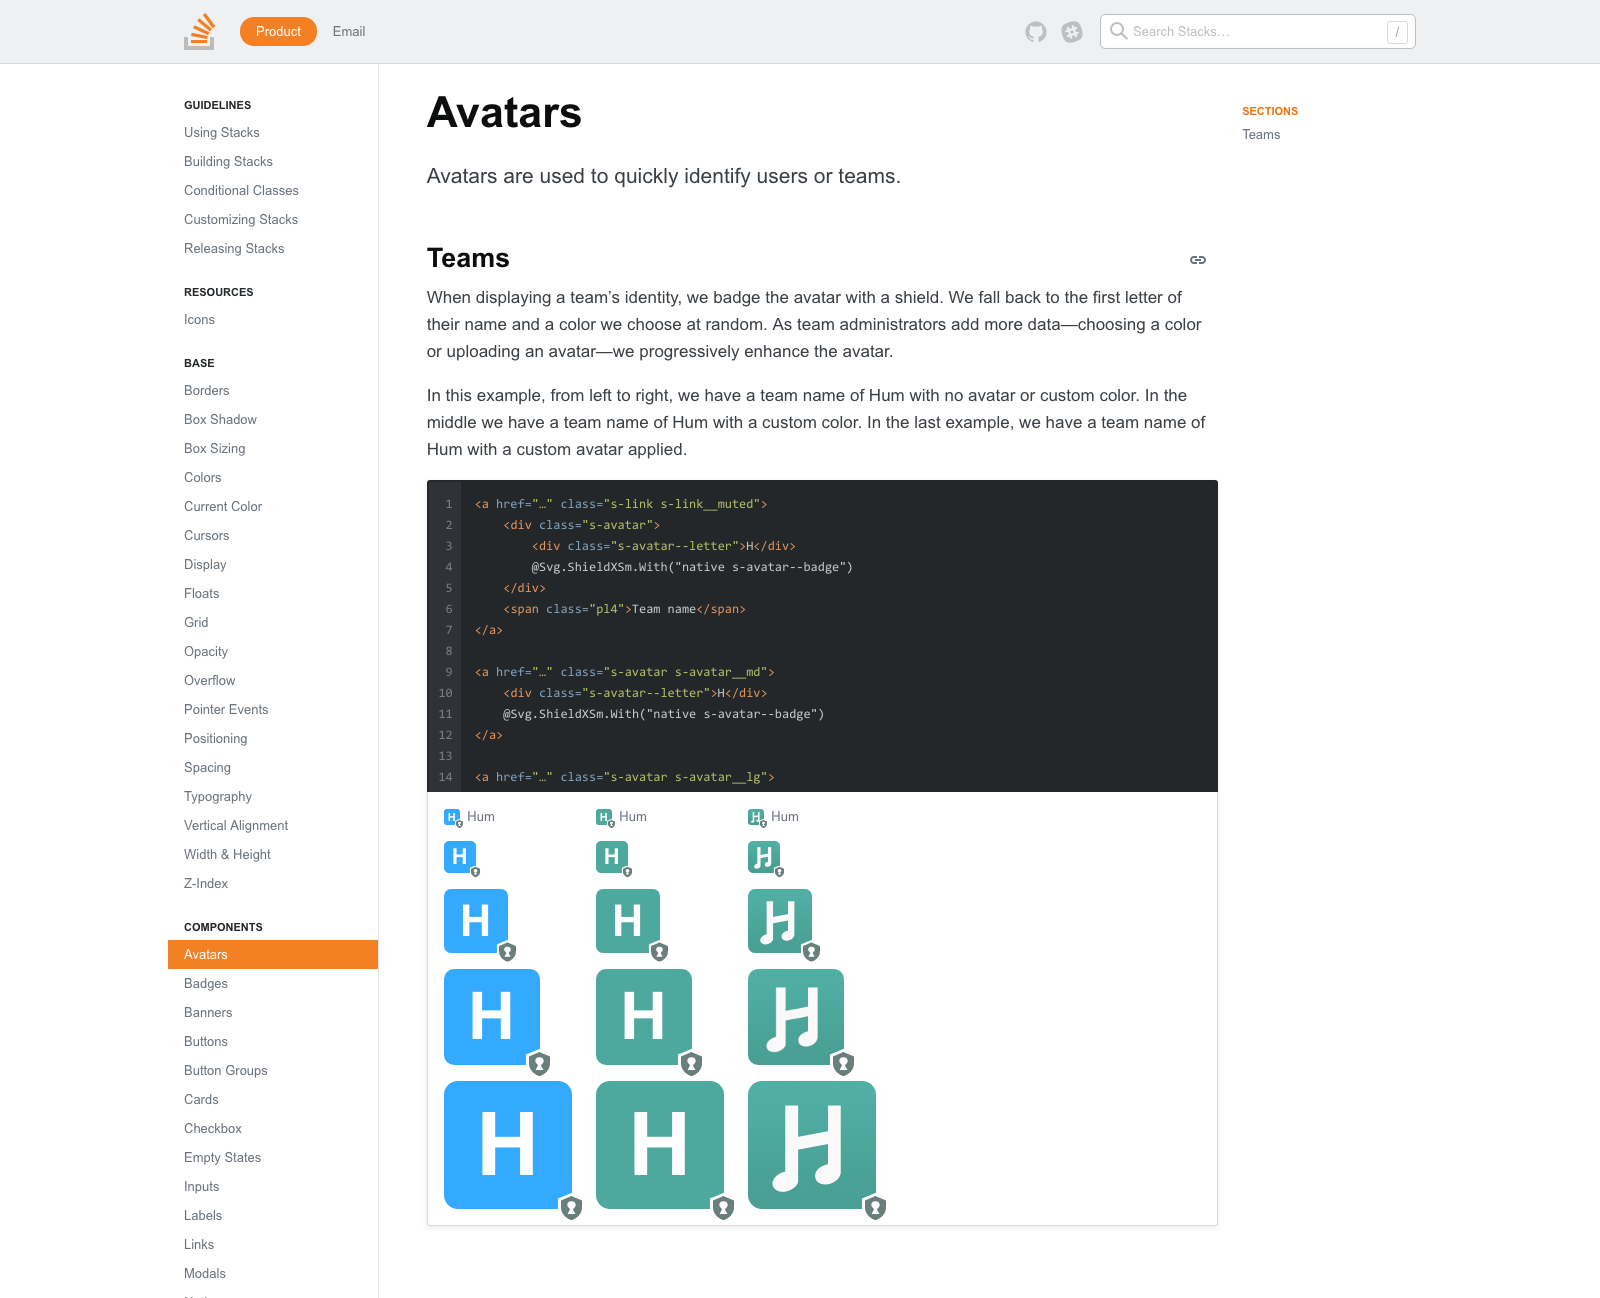 Product
Email
Search Stacks…
/
GUIDELINES
Using Stacks
Building Stacks
Conditional Classes
Customizing Stacks
Releasing Stacks
RESOURCES
Icons
BASE
Borders
Box Shadow
Box Sizing
Colors
Current Color
Cursors
Display
Floats
Grid
Opacity
Overflow
Pointer Events
Positioning
Spacing
Typography
Vertical Alignment
Width & Height
Z-Index
COMPONENTS
Avatars
Badges
Banners
Buttons
Button Groups
Cards
Checkbox
Empty States
Inputs
Labels
Links
Modals
Avatars
Avatars are used to quickly identify users or teams.
Teams
When displaying a team’s identity, we badge the avatar with a shield. We fall back to the first letter of
their name and a color we choose at random. As team administrators add more data—choosing a color
or uploading an avatar—we progressively enhance the avatar.
In this example, from left to right, we have a team name of Hum with no avatar or custom color. In the
middle we have a team name of Hum with a custom color. In the last example, we have a team name of
Hum with a custom avatar applied.
1 <a href="…" class="s-link s-link__muted">
2     <div class="s-avatar">
3         <div class="s-avatar--letter">H</div>
4         @Svg.ShieldXSm.With("native s-avatar--badge")
5     </div>
6     <span class="pl4">Team name</span>
7 </a>
8
9 <a href="…" class="s-avatar s-avatar__md">
10     <div class="s-avatar--letter">H</div>
11     @Svg.ShieldXSm.With("native s-avatar--badge")
12 </a>
13
14 <a href="…" class="s-avatar s-avatar__lg">
H Hum H Hum H Hum
H H H
H H H
H H H
H H H
SECTIONS
Teams